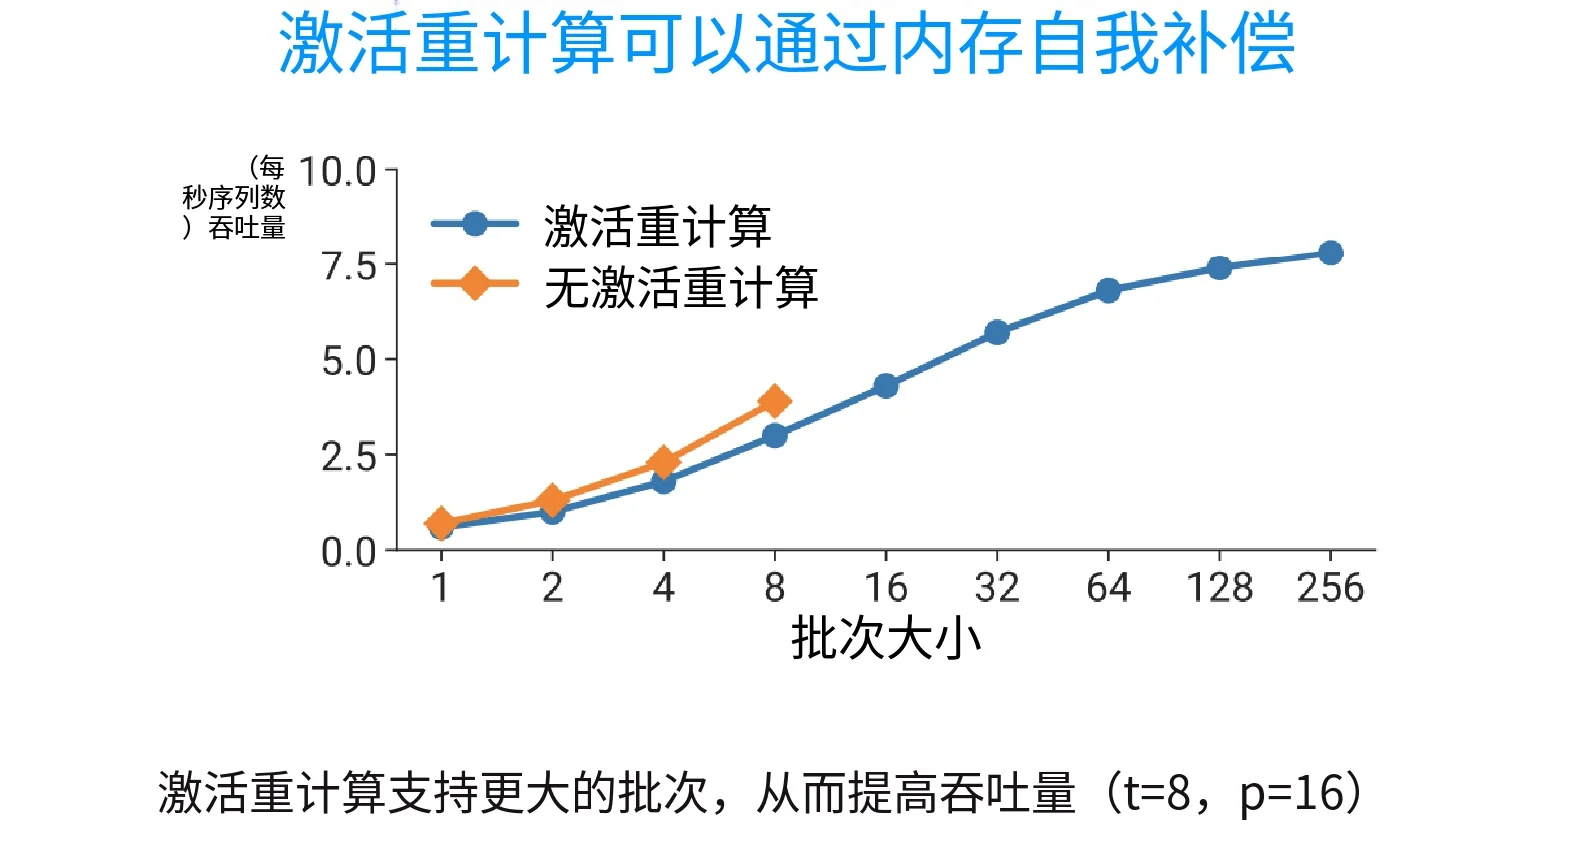 激活重计算可以通过内存自我补偿
（每
秒序列数
）吞吐量
10.0
7.5
5.0
2.5
0.0
激活重计算
无激活重计算
1 2 4 8 16 32 64 128 256
批次大小
激活重计算支持更大的批次，从而提高吞吐量（t=8，p=16）